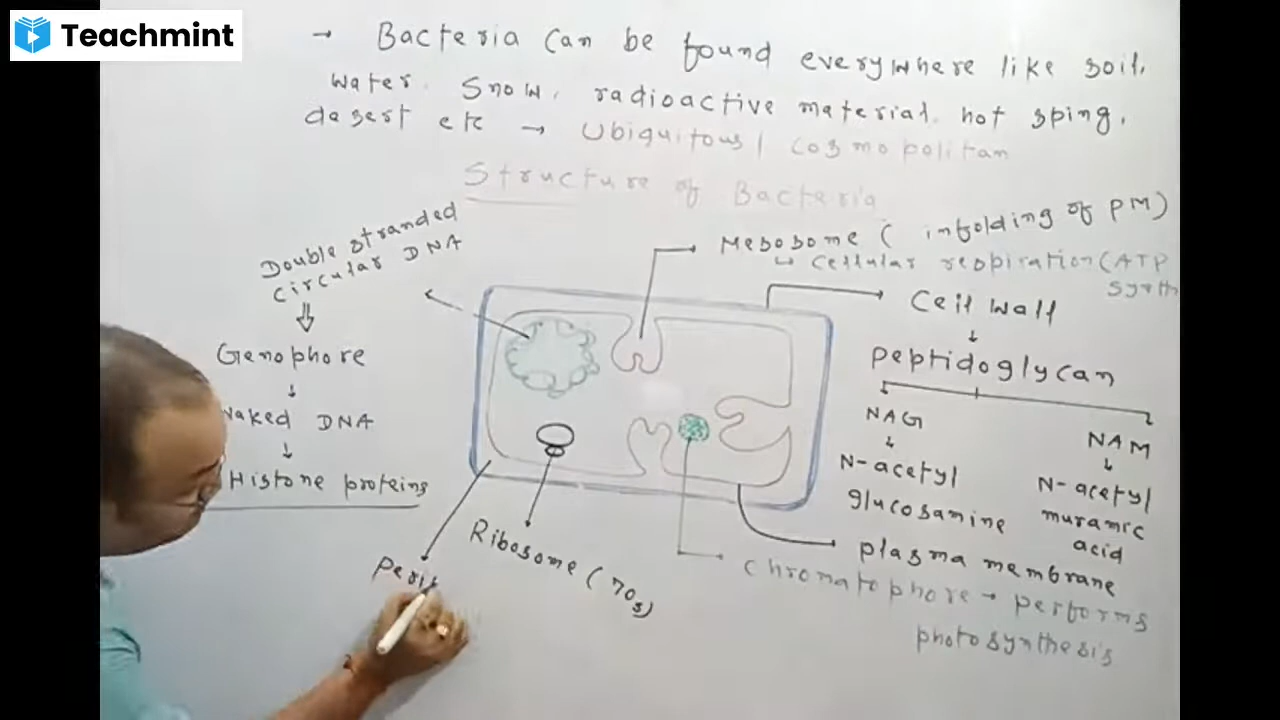 Teachmint
→ Bacteria can be found everywhere like soil,
water, Snow, radioactive material, hot sping,
desert etc → Ubiquitous / Cosmopolitan
Structure of Bacteria
Double stranded
circular DNA
Genophore
Naked DNA
Histone proteins
Mesosome ( infolding of PM)
↳ Cellular respiration (ATP
synth
Cell wall
peptidoglycan
NAG
N-acetyl
glucosamine
NAM
N-acetyl
muramic
acid
plasma membrane
Chromatophore → performs
photosynthesis
Ribosome (70s)
Peri